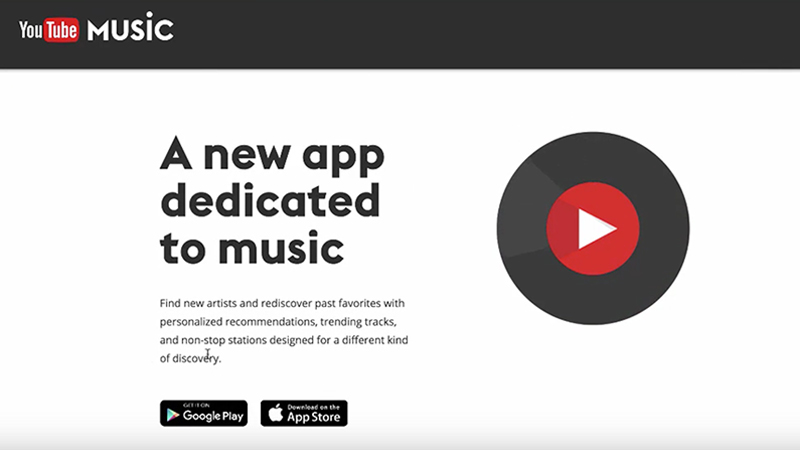 YouTube MUSIC
A new app
dedicated
to music
Find new artists and rediscover past favorites with
personalized recommendations, trending tracks,
and non-stop stations designed for a different kind
of discovery.
GET IT ON
Google Play
Download on the
App Store